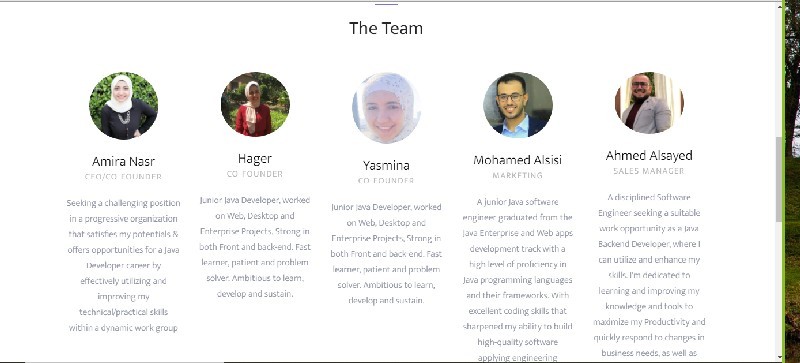 The Team
Amira Nasr
CEO/CO FOUNDER
Seeking a challenging position
in a progressive organization
that satisfies my potentials &
offers opportunities for a Java
Developer career by
effectively utilizing and
improving my
technical/practical skills
within a dynamic work group
Hager
CO FOUNDER
Junior Java Developer, worked
on Web, Desktop and
Enterprise Projects, Strong in
both Front and back-end. Fast
learner, patient and problem
solver. Ambitious to learn,
develop and sustain.
Yasmina
CO FOUNDER
Junior Java Developer, worked
on Web, Desktop and
Enterprise Projects, Strong in
both Front and back-end. Fast
learner, patient and problem
solver. Ambitious to learn,
develop and sustain.
Mohamed Alsisi
MARKETING
A junior Java software
engineer graduated from the
Java Enterprise and Web apps
development track with a
high level of proficiency in
Java programming languages
and their frameworks. With
excellent coding skills that
sharpened my ability to build
high-quality software
applying engineering
Ahmed Alsayed
SALES MANAGER
A disciplined Software
Engineer seeking a suitable
work opportunity as a Java
Backend Developer, where I
can utilize and enhance my
skills. I'm dedicated to
learning and improving my
knowledge and tools to
maximize my Productivity and
quickly respond to changes in
business needs, as well as